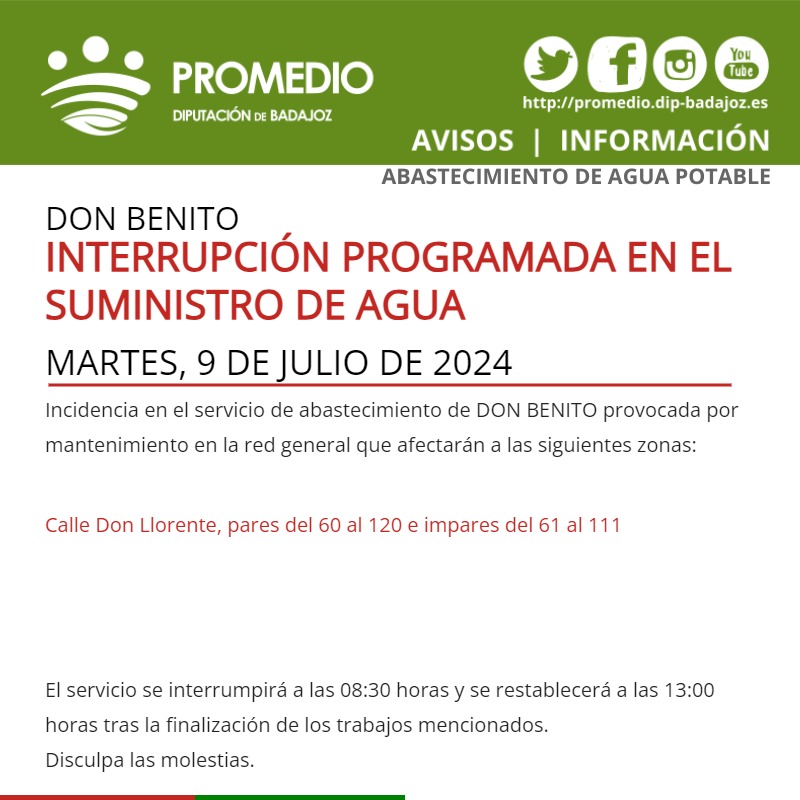 PROMEDIO
DIPUTACIÓN DE BADAJOZ
You
Tube
http://promedio.dip-badajoz.es
AVISOS | INFORMACIÓN
ABASTECIMIENTO DE AGUA POTABLE
DON BENITO
INTERRUPCIÓN PROGRAMADA EN EL
SUMINISTRO DE AGUA
MARTES, 9 DE JULIO DE 2024
Incidencia en el servicio de abastecimiento de DON BENITO provocada por
mantenimiento en la red general que afectarán a las siguientes zonas:
Calle Don Llorente, pares del 60 al 120 e impares del 61 al 111
El servicio se interrumpirá a las 08:30 horas y se restablecerá a las 13:00
horas tras la finalización de los trabajos mencionados.
Disculpa las molestias.